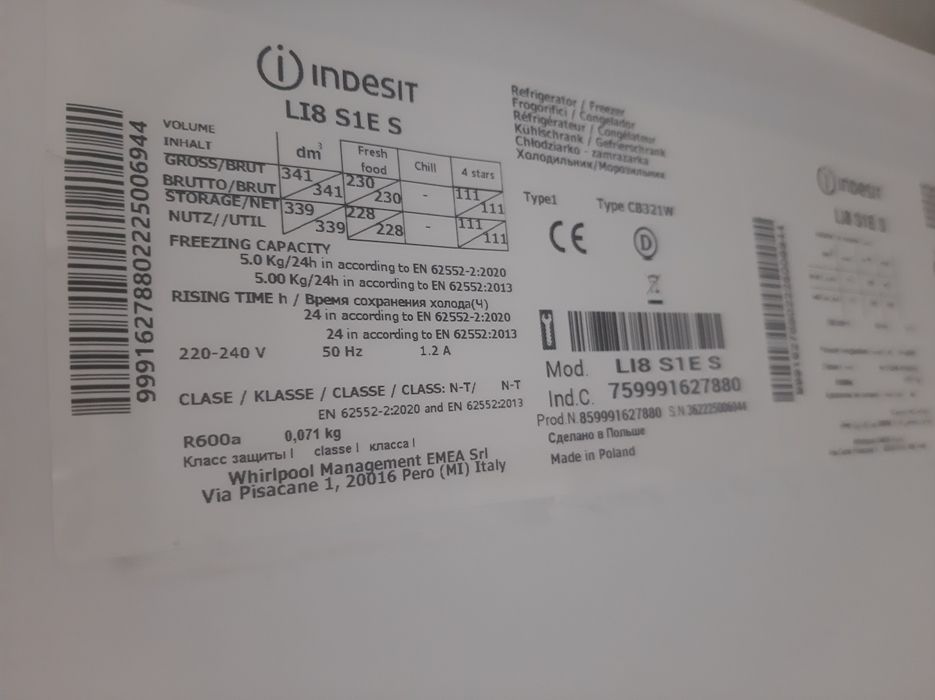 INDESIT
LI8 S1E S
Refrigerator / Freezer
Frogorifici / Congelador
Réfrigérateur / Congélateur
Kühlschrank / Gefrierschrank
Chłodziarko - zamrażarka
Холодильник/Морозильник
VOLUME
INHALT
dm³ Fresh food Chill 4 stars
GROSS/BRUT
BRUTTO/BRUT
341 341 230 230 - 111 111
STORAGE/NET
NUTZ//UTIL
339 339 228 228 - 111 111
Type1 Type CB321W
CE D
FREEZING CAPACITY
5.0 Kg/24h in according to EN 62552-2:2020
5.00 Kg/24h in according to EN 62552:2013
RISING TIME h / Время сохранения холода(Ч)
24 in according to EN 62552-2:2020
24 in according to EN 62552:2013
220-240 V 50 Hz 1.2 A
CLASE / KLASSE / CLASSE / CLASS: N-T/ N-T
EN 62552-2:2020 and EN 62552:2013
R600a 0,071 kg
Класс защиты I classe I класса I
Whirlpool Management EMEA Srl
Via Pisacane 1, 20016 Pero (MI) Italy
Mod. LI8 S1E S
Ind.C. 759991627880
Prod.N.859991627880 S.N.362225006944
Сделано в Польше
Made in Poland
999162788022225006944
INDESIT
LI8 S1E S